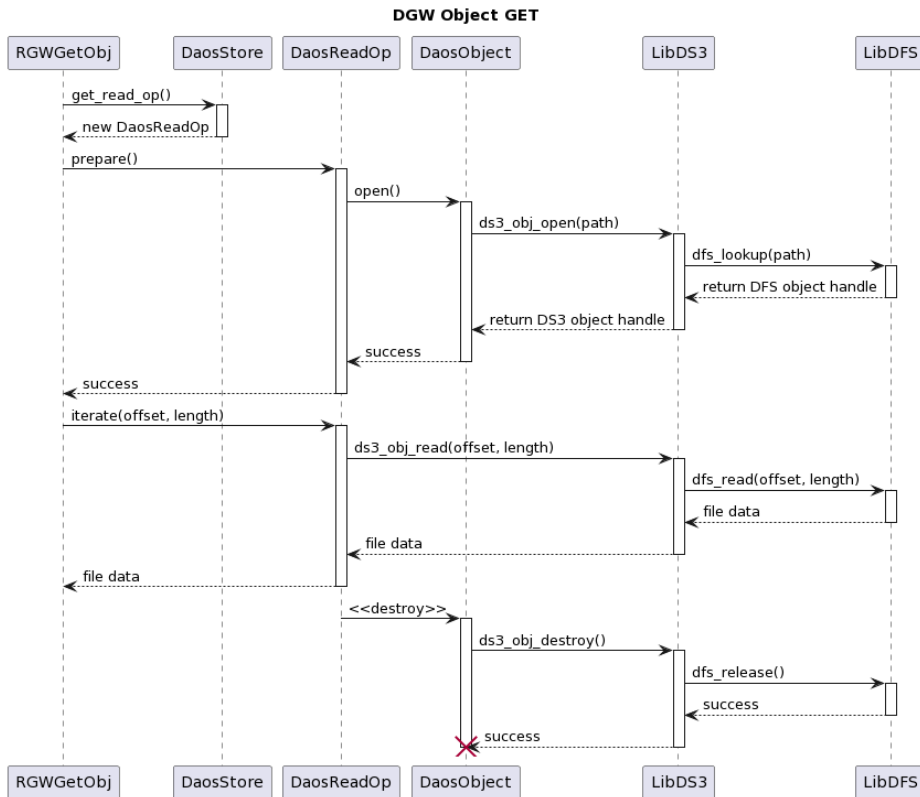 DGW Object GET
RGWGetObj DaosStore DaosReadOp DaosObject LibDS3 LibDFS
get_read_op()
new DaosReadOp
prepare()
open()
ds3_obj_open(path)
dfs_lookup(path)
return DFS object handle
return DS3 object handle
success
success
iterate(offset, length)
ds3_obj_read(offset, length)
dfs_read(offset, length)
file data
file data
file data
<<destroy>>
ds3_obj_destroy()
dfs_release()
success
success
RGWGetObj DaosStore DaosReadOp DaosObject LibDS3 LibDFS